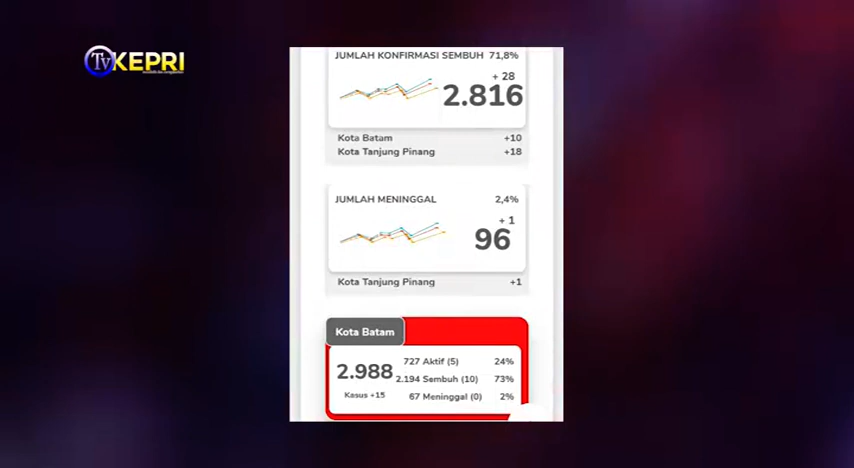 Tv KEPRI
JUMLAH KONFIRMASI SEMBUH 71,8%
+ 28
2.816
Kota Batam +10
Kota Tanjung Pinang +18
JUMLAH MENINGGAL 2,4%
+ 1
96
Kota Tanjung Pinang +1
Kota Batam
727 Aktif (5) 24%
2.988
2.194 Sembuh (10) 73%
Kasus +15
67 Meninggal (0) 2%